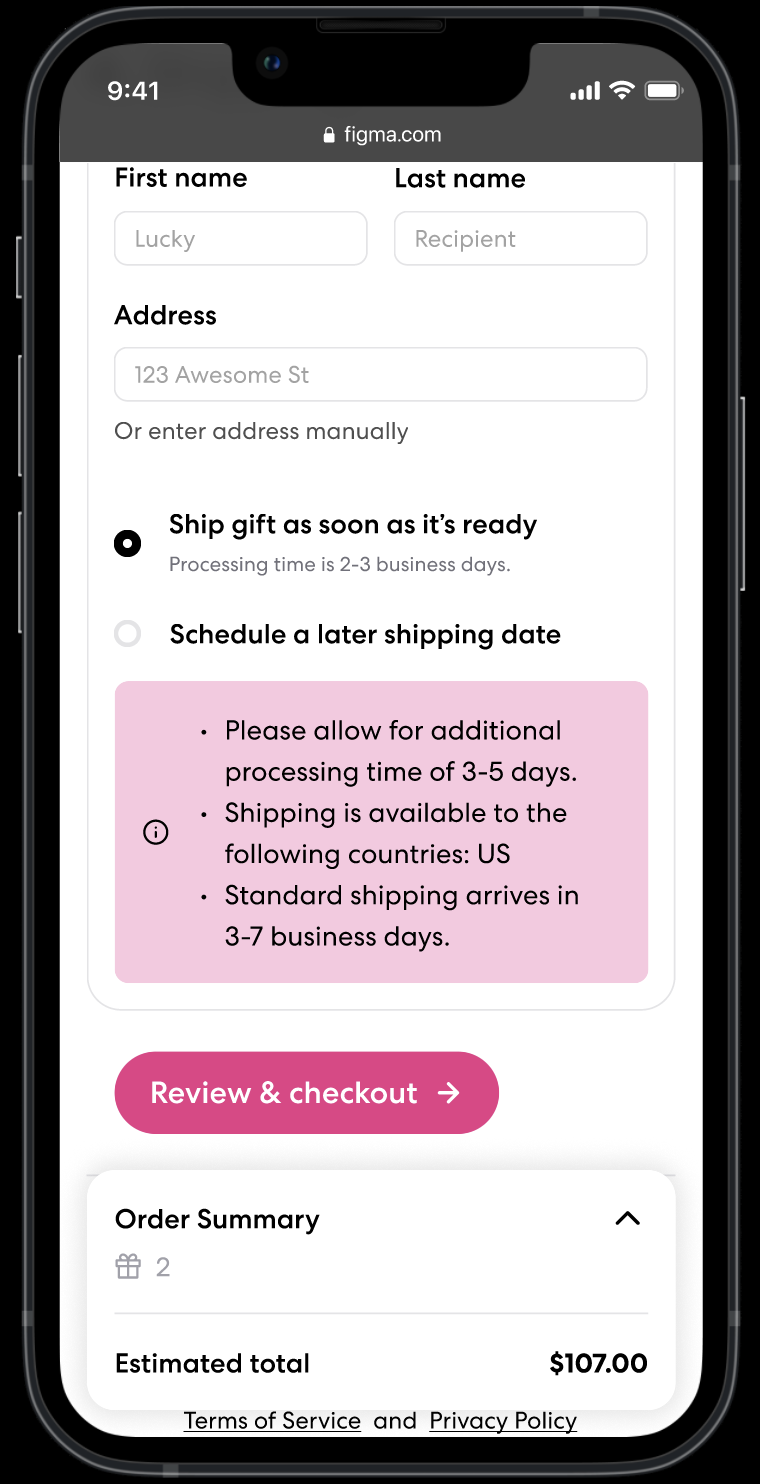 9:41
figma.com
First name Last name
Lucky Recipient
Address
123 Awesome St
Or enter address manually
Ship gift as soon as it’s ready
Processing time is 2-3 business days.
Schedule a later shipping date
• Please allow for additional
processing time of 3-5 days.
• Shipping is available to the
following countries: US
• Standard shipping arrives in
3-7 business days.
Review & checkout →
Order Summary
2
Estimated total $107.00
Terms of Service and Privacy Policy